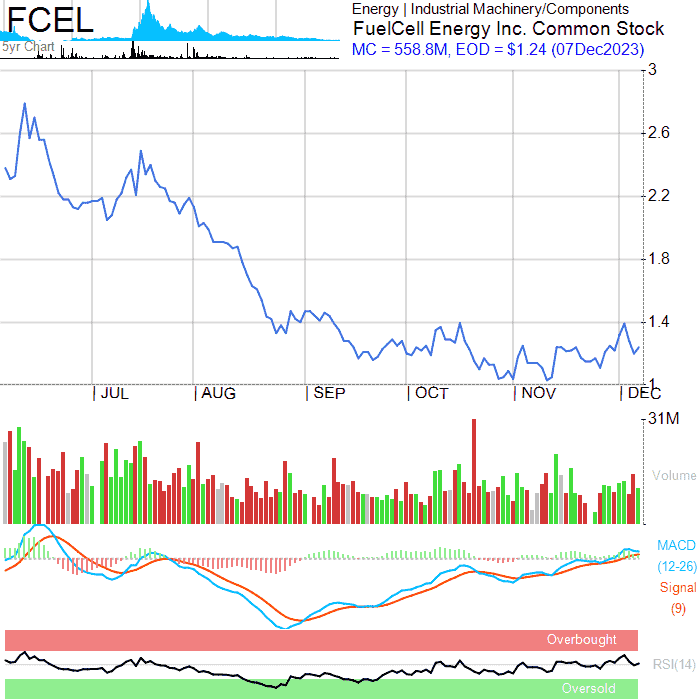 FCEL
5yr Chart
Energy | Industrial Machinery/Components
FuelCell Energy Inc. Common Stock
MC = 558.8M, EOD = $1.24 (07Dec2023)
3
2.6
2.2
1.8
1.4
1
| JUL | AUG | SEP | OCT | NOV | DEC
31M
Volume
MACD
(12-26)
Signal
(9)
Overbought
RSI(14)
Oversold